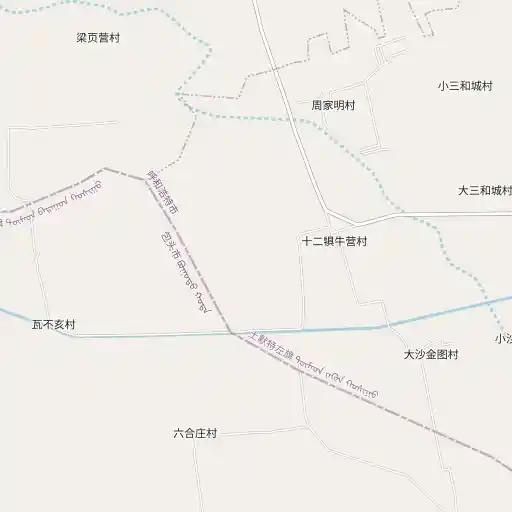 梁页营村
小三和城村
周家明村
大三和城村
呼和浩特市
包头市
十二犋牛营村
瓦不亥村
土默特左旗
大沙金图村
六合庄村